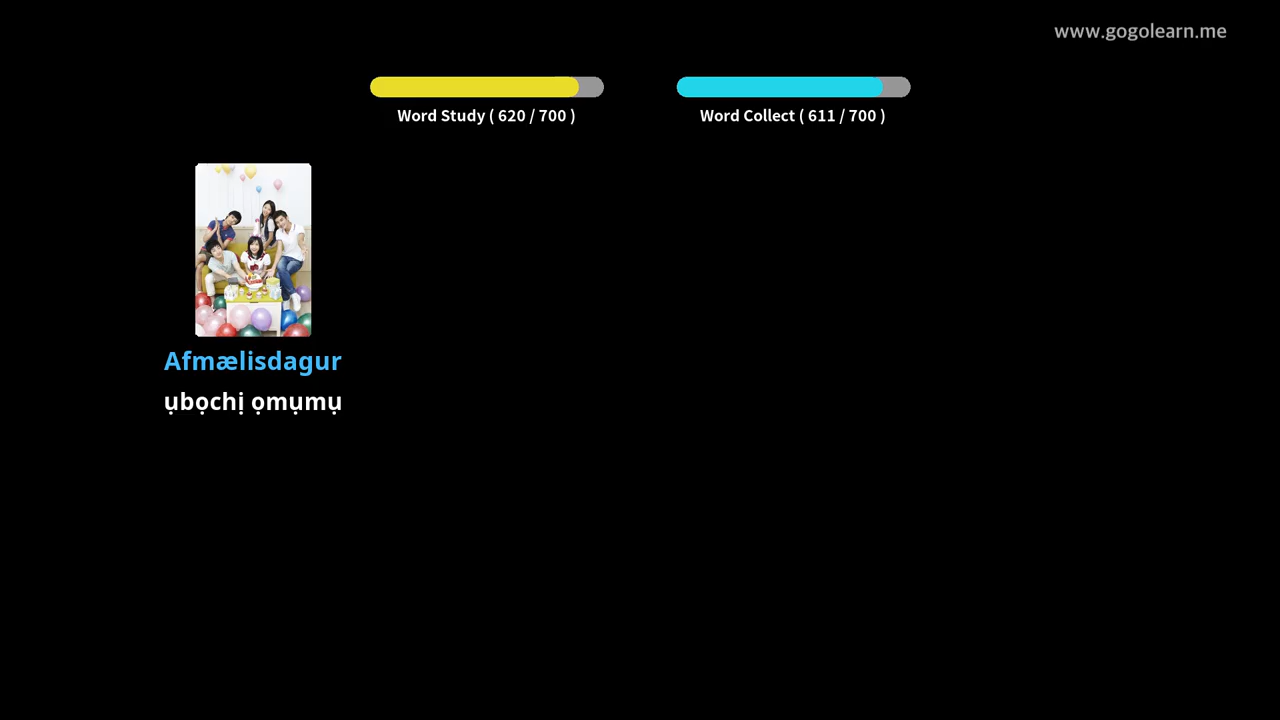 www.gogolearn.me
Word Study ( 620 / 700 )
Word Collect ( 611 / 700 )
Afmælisdagur
ụbọchị ọmụmụ